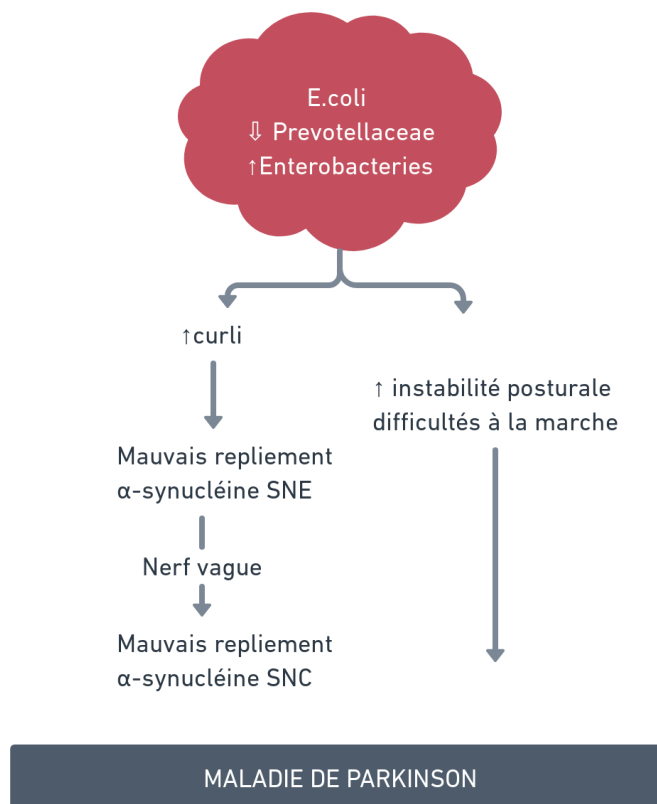 E.coli
⇩ Prevotellaceae
↑Enterobacteries
↑curli
↑ instabilité posturale
difficultés à la marche
Mauvais repliement
α-synucléine SNE
Nerf vague
Mauvais repliement
α-synucléine SNC
MALADIE DE PARKINSON